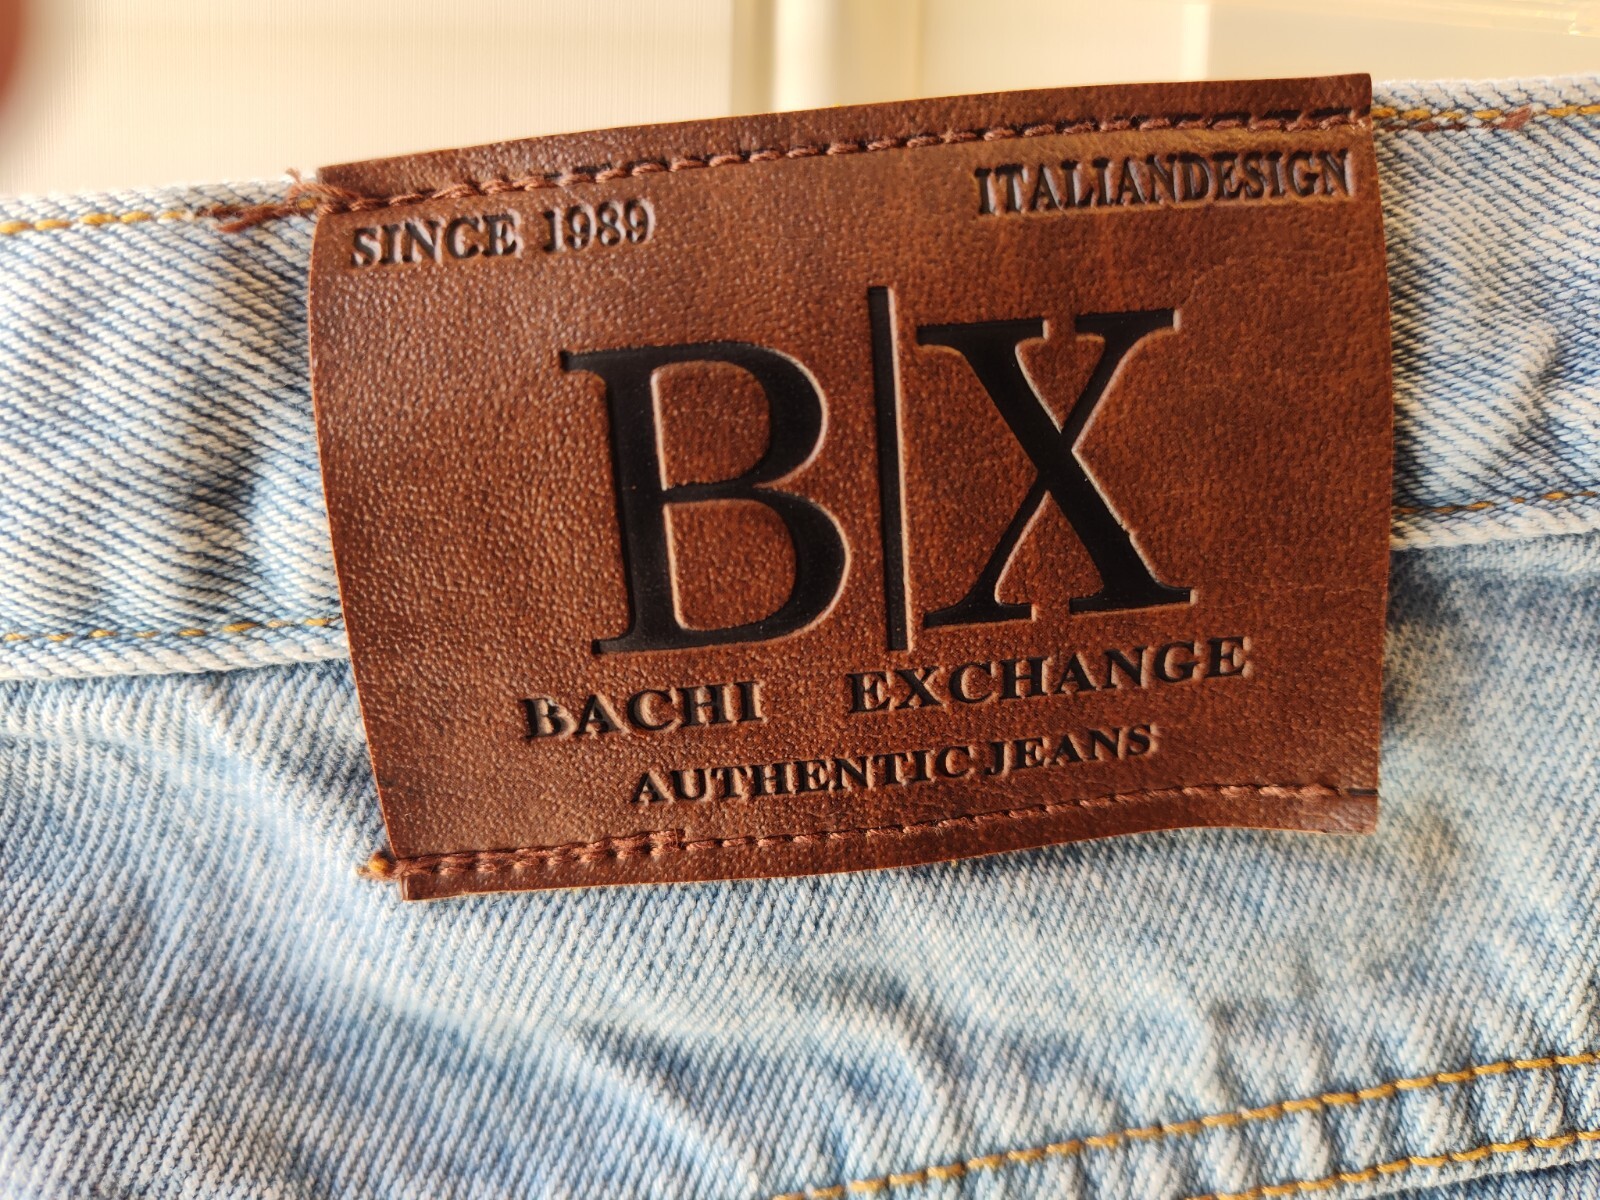 SINCE 1989
ITALIANDESIGN
B|X
BACHI EXCHANGE
AUTHENTIC JEANS